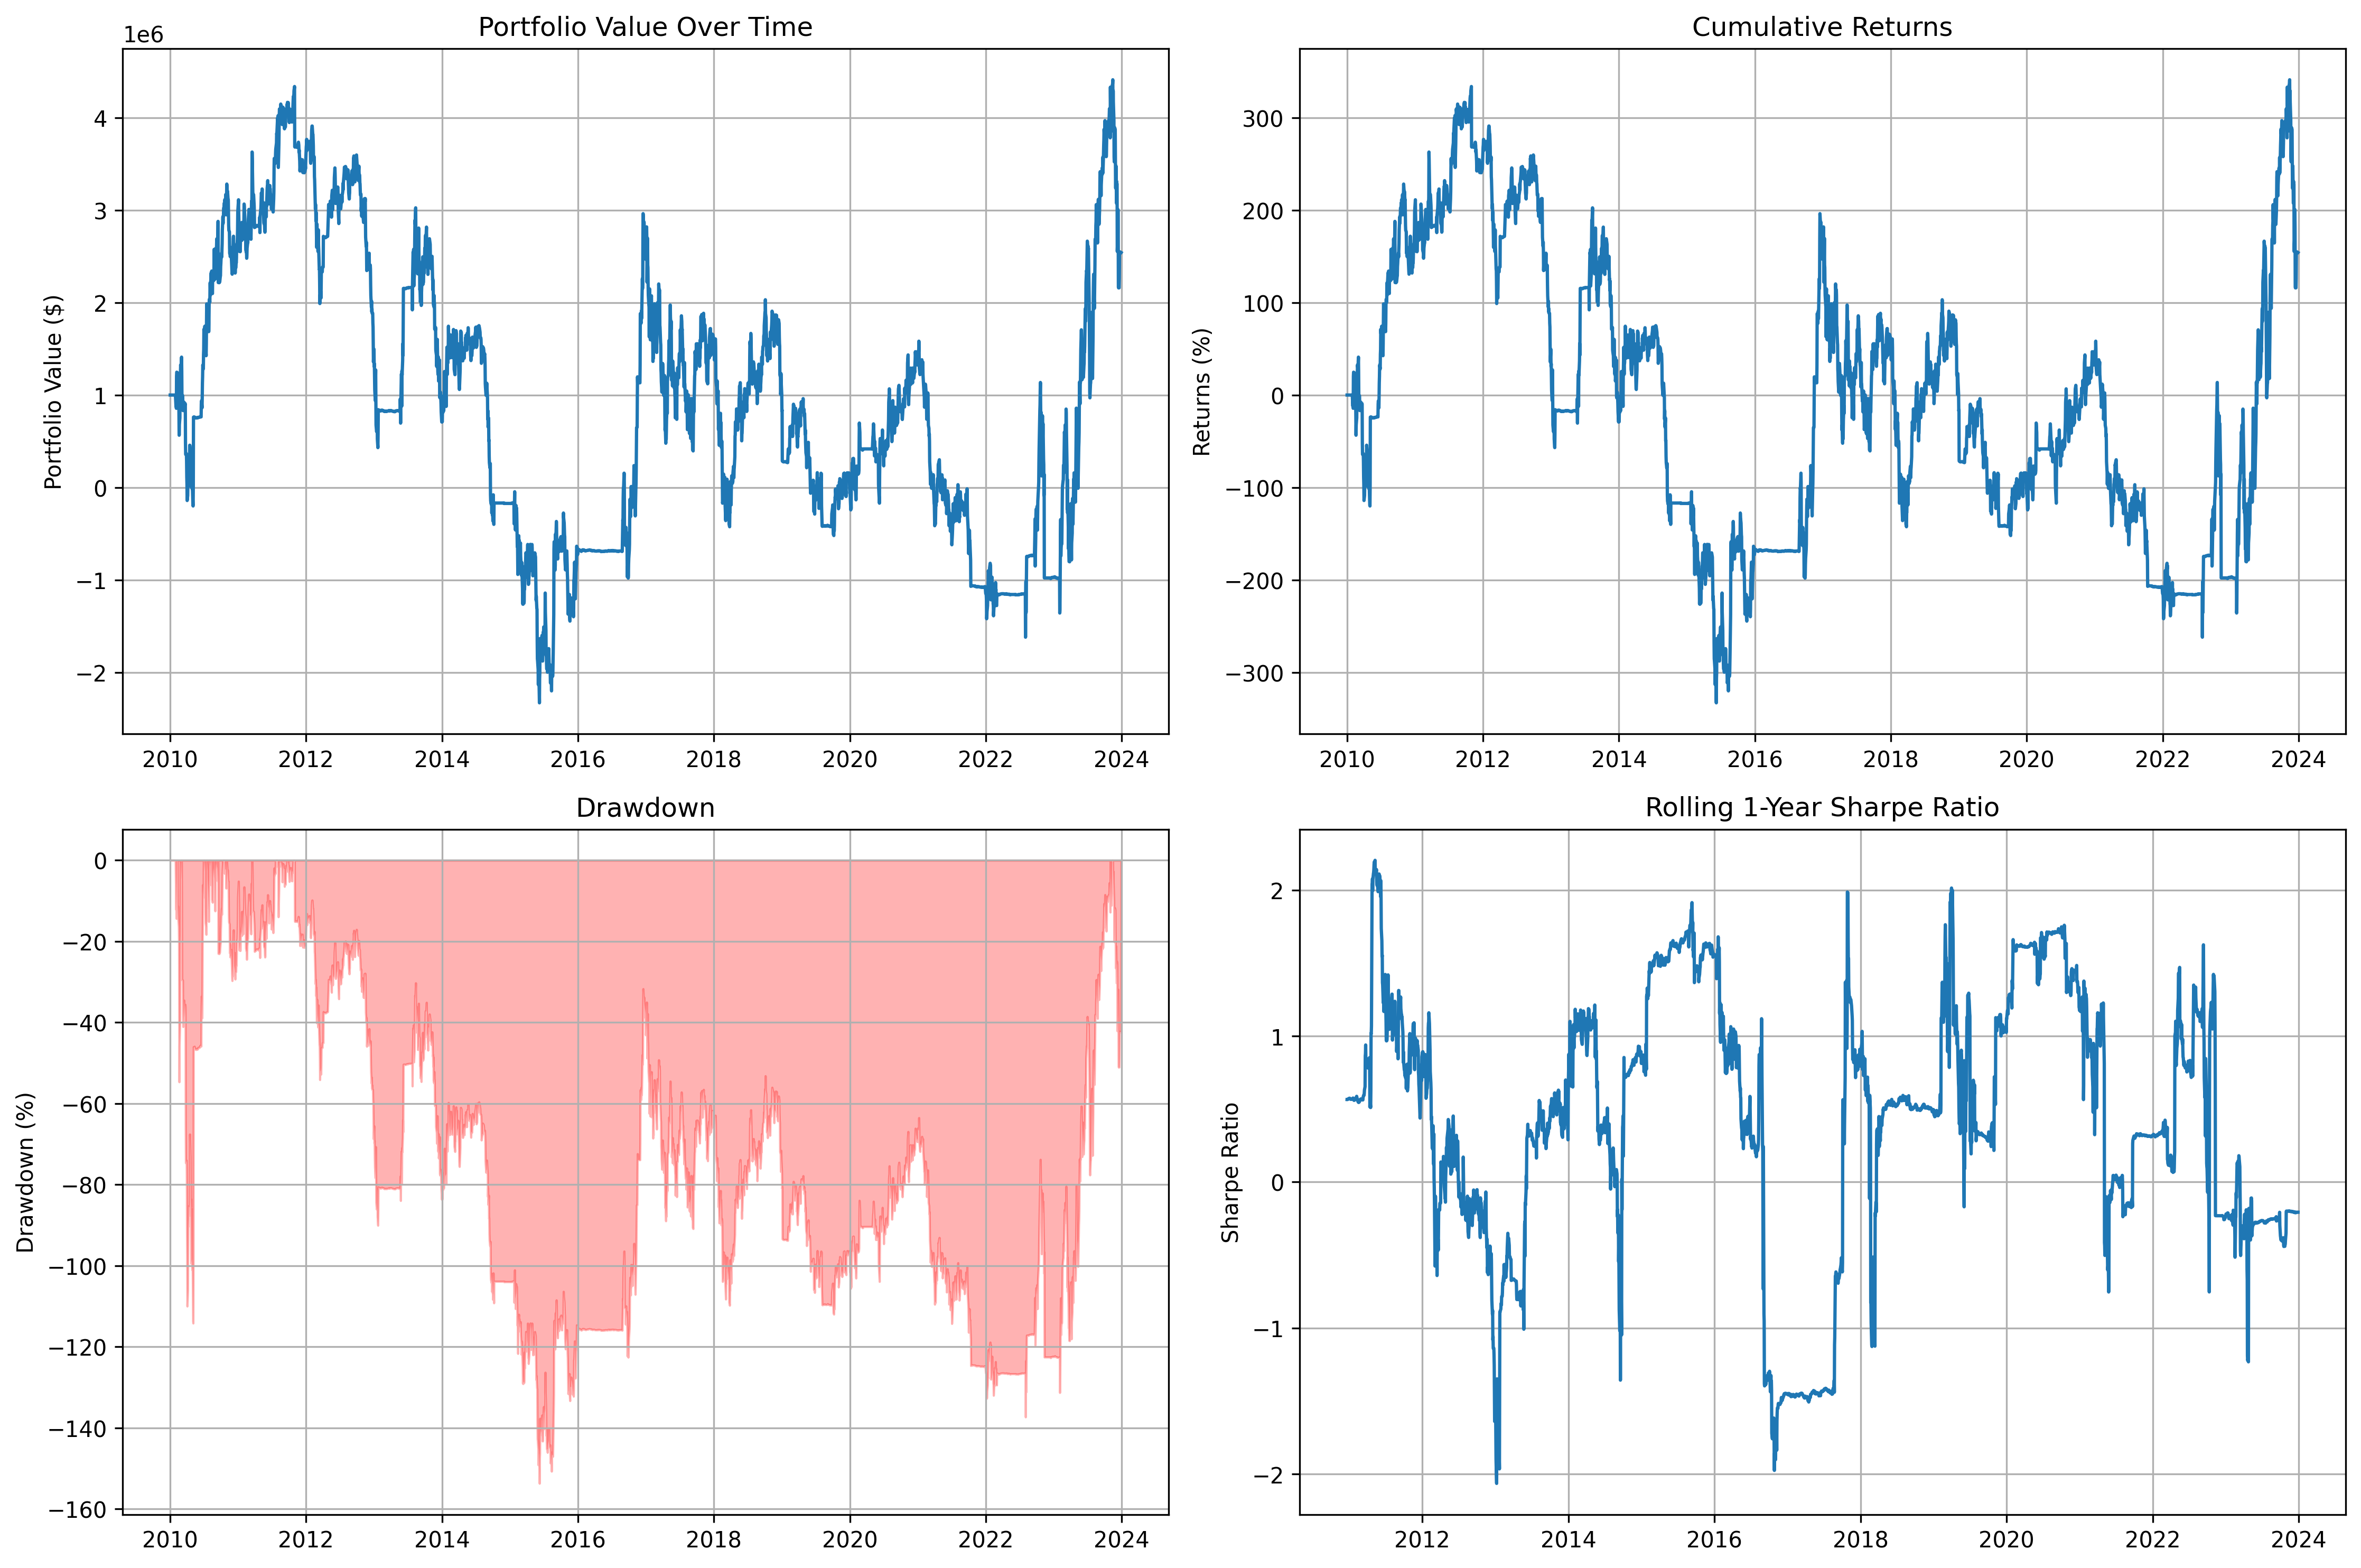 Portfolio Value Over Time
1e6
Portfolio Value ($)
4
3
2
1
0
−1
−2
2010 2012 2014 2016 2018 2020 2022 2024
Cumulative Returns
Returns (%)
300
200
100
0
−100
−200
−300
2010 2012 2014 2016 2018 2020 2022 2024
Drawdown
Drawdown (%)
0
−20
−40
−60
−80
−100
−120
−140
−160
2010 2012 2014 2016 2018 2020 2022 2024
Rolling 1-Year Sharpe Ratio
Sharpe Ratio
2
1
0
−1
−2
2012 2014 2016 2018 2020 2022 2024